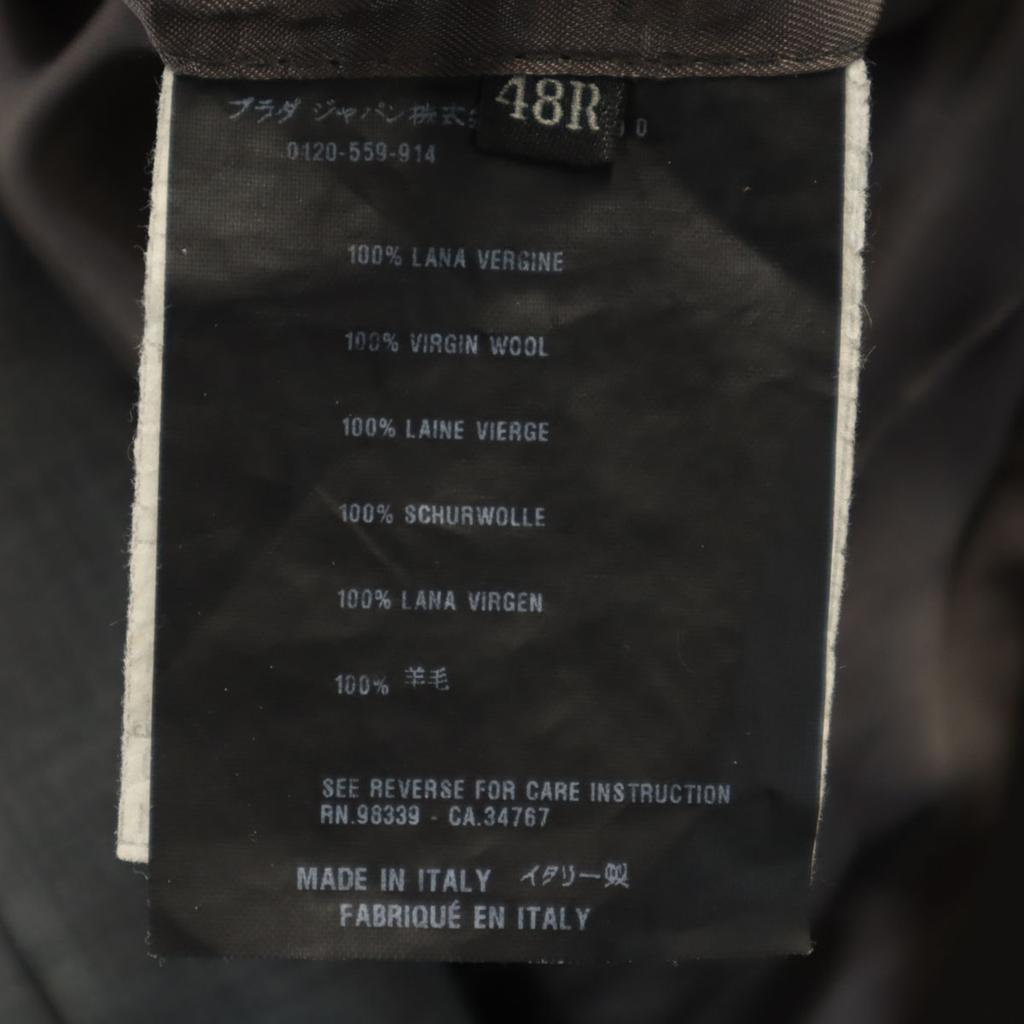 プラダ ジャパン株式
48R
0
0120-559-914
100% LANA VERGINE
100% VIRGIN WOOL
100% LAINE VIERGE
100% SCHURWOLLE
100% LANA VIRGEN
100% 羊毛
SEE REVERSE FOR CARE INSTRUCTION
RN.98339 - CA.34767
MADE IN ITALY イタリー製
FABRIQUÉ EN ITALY